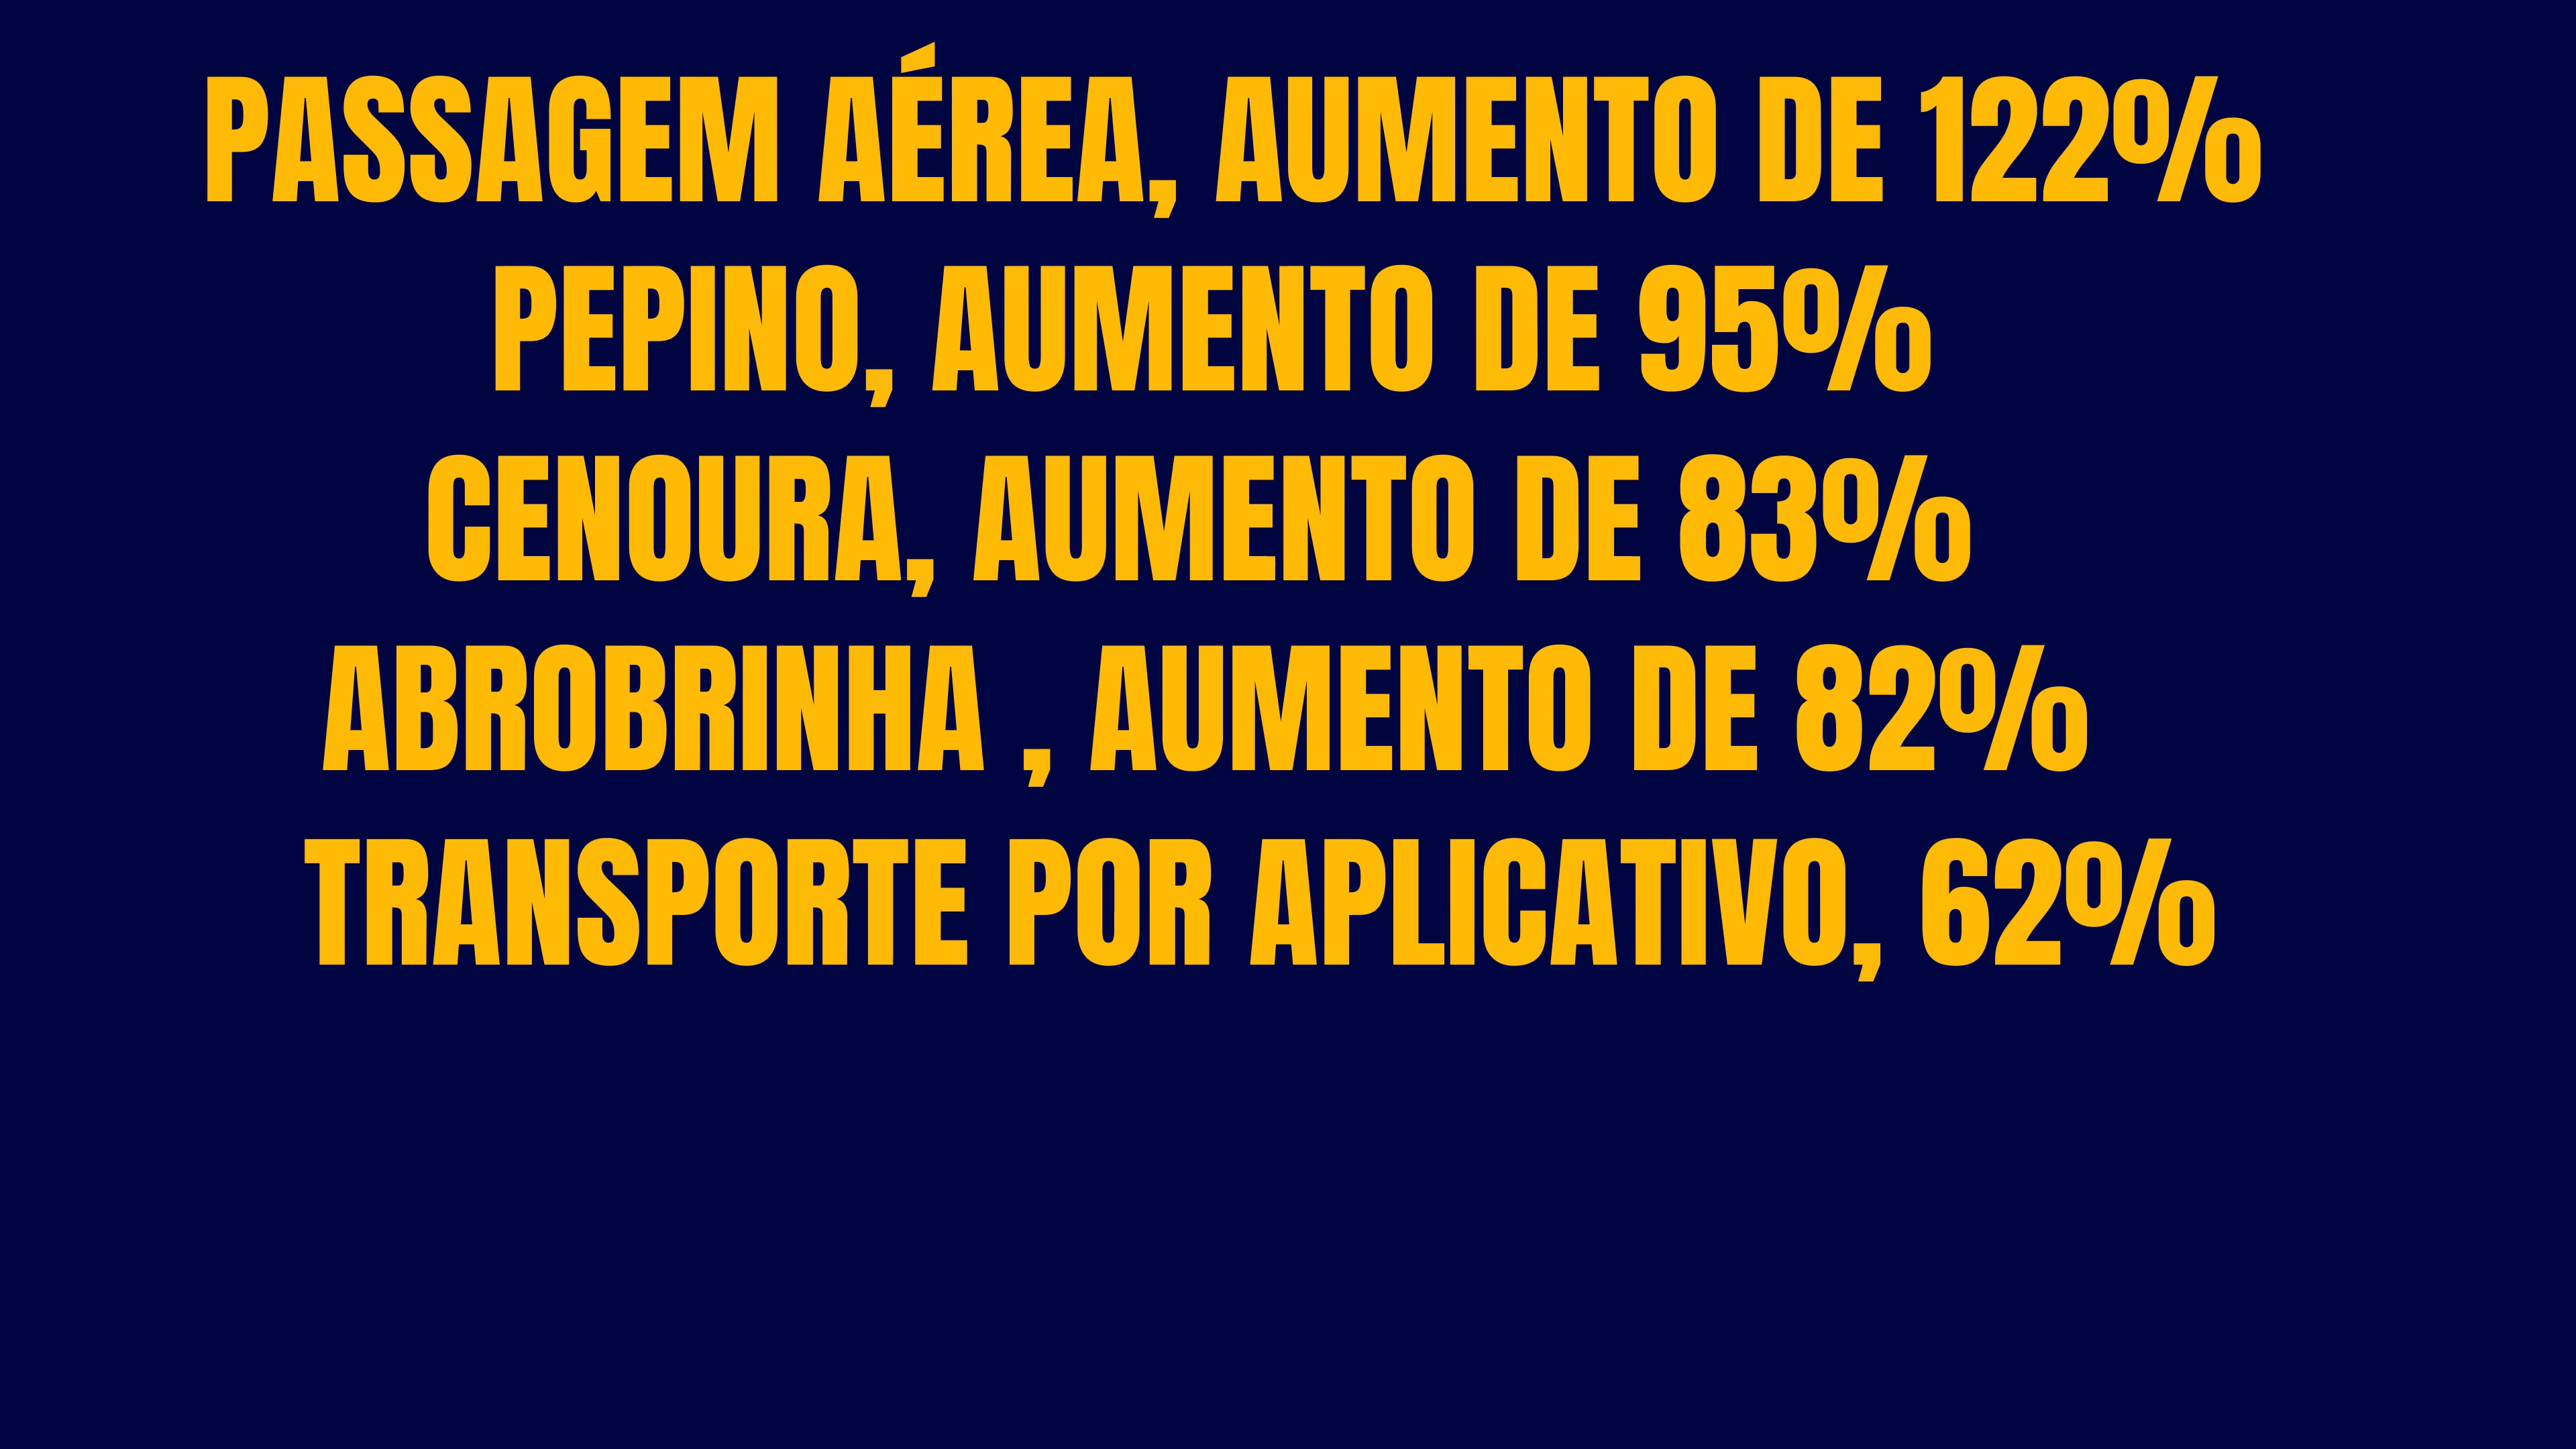 PASSAGEM AÉREA, AUMENTO DE 122%
PEPINO, AUMENTO DE 95%
CENOURA, AUMENTO DE 83%
ABROBRINHA , AUMENTO DE 82%
TRANSPORTE POR APLICATIVO, 62%